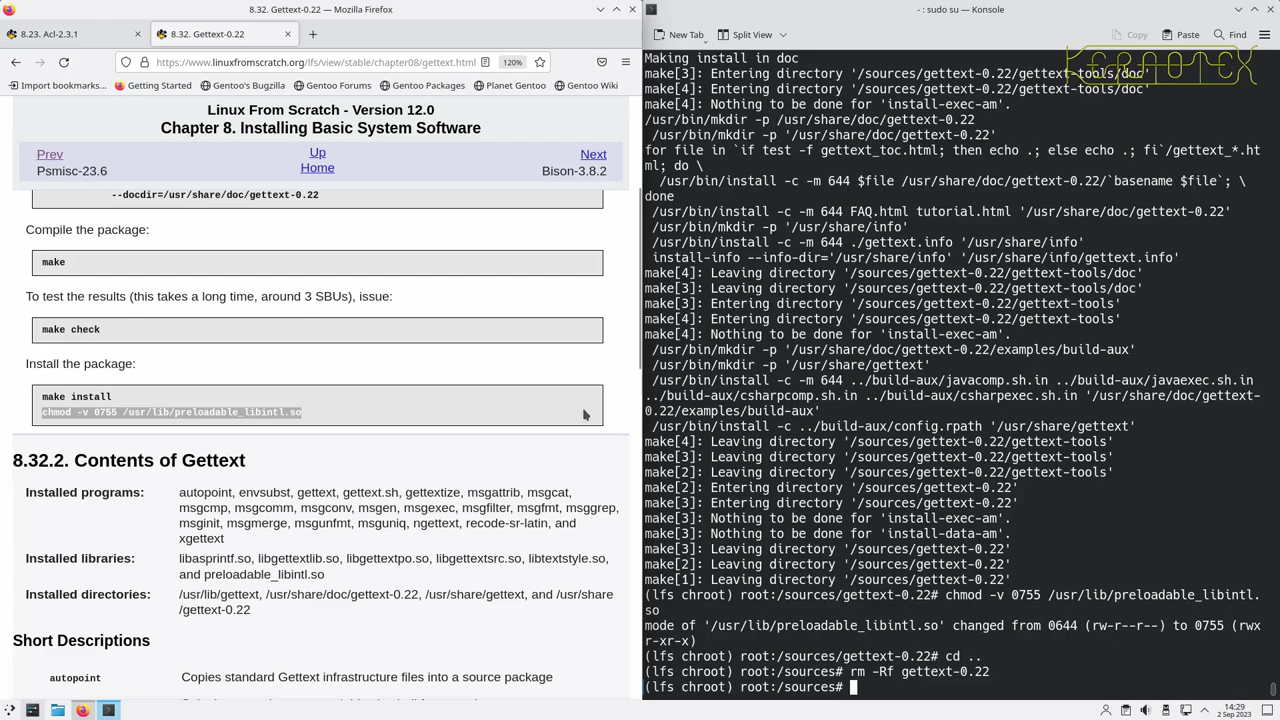 8.32. Gettext-0.22 — Mozilla Firefox
8.23. Acl-2.3.1
8.32. Gettext-0.22
https://www.linuxfromscratch.org/lfs/view/stable/chapter08/gettext.html
120%
Import bookmarks...
Getting Started
Gentoo's Bugzilla
Gentoo Forums
Gentoo Packages
Planet Gentoo
Gentoo Wiki
Linux From Scratch - Version 12.0
Chapter 8. Installing Basic System Software
Prev
Psmisc-23.6
Up
Home
Next
Bison-3.8.2
--docdir=/usr/share/doc/gettext-0.22
Compile the package:
make
To test the results (this takes a long time, around 3 SBUs), issue:
make check
Install the package:
make install
chmod -v 0755 /usr/lib/preloadable_libintl.so
8.32.2. Contents of Gettext
Installed programs: autopoint, envsubst, gettext, gettext.sh, gettextize, msgattrib, msgcat,
msgcmp, msgcomm, msgconv, msgen, msgexec, msgfilter, msgfmt, msggrep,
msginit, msgmerge, msgunfmt, msguniq, ngettext, recode-sr-latin, and
xgettext
Installed libraries: libasprintf.so, libgettextlib.so, libgettextpo.so, libgettextsrc.so, libtextstyle.so,
and preloadable_libintl.so
Installed directories: /usr/lib/gettext, /usr/share/doc/gettext-0.22, /usr/share/gettext, and /usr/share
/gettext-0.22
Short Descriptions
autopoint Copies standard Gettext infrastructure files into a source package
- : sudo su — Konsole
New Tab
Split View
Copy
Paste
Find
KERNOTEX
Making install in doc
make[3]: Entering directory '/sources/gettext-0.22/gettext-tools/doc'
make[4]: Entering directory '/sources/gettext-0.22/gettext-tools/doc'
make[4]: Nothing to be done for 'install-exec-am'.
/usr/bin/mkdir -p /usr/share/doc/gettext-0.22
 /usr/bin/mkdir -p '/usr/share/doc/gettext-0.22'
for file in `if test -f gettext_toc.html; then echo .; else echo .; fi`/gettext_*.ht
ml; do \
  /usr/bin/install -c -m 644 $file /usr/share/doc/gettext-0.22/`basename $file`; \
done
 /usr/bin/install -c -m 644 FAQ.html tutorial.html '/usr/share/doc/gettext-0.22'
 /usr/bin/mkdir -p '/usr/share/info'
 /usr/bin/install -c -m 644 ./gettext.info '/usr/share/info'
 install-info --info-dir='/usr/share/info' '/usr/share/info/gettext.info'
make[4]: Leaving directory '/sources/gettext-0.22/gettext-tools/doc'
make[3]: Leaving directory '/sources/gettext-0.22/gettext-tools/doc'
make[3]: Entering directory '/sources/gettext-0.22/gettext-tools'
make[4]: Entering directory '/sources/gettext-0.22/gettext-tools'
make[4]: Nothing to be done for 'install-exec-am'.
 /usr/bin/mkdir -p '/usr/share/doc/gettext-0.22/examples/build-aux'
 /usr/bin/mkdir -p '/usr/share/gettext'
 /usr/bin/install -c -m 644 ../build-aux/javacomp.sh.in ../build-aux/javaexec.sh.in
../build-aux/csharpcomp.sh.in ../build-aux/csharpexec.sh.in '/usr/share/doc/gettext-
0.22/examples/build-aux'
 /usr/bin/install -c ../build-aux/config.rpath '/usr/share/gettext'
make[4]: Leaving directory '/sources/gettext-0.22/gettext-tools'
make[3]: Leaving directory '/sources/gettext-0.22/gettext-tools'
make[2]: Leaving directory '/sources/gettext-0.22/gettext-tools'
make[2]: Entering directory '/sources/gettext-0.22'
make[3]: Entering directory '/sources/gettext-0.22'
make[3]: Nothing to be done for 'install-exec-am'.
make[3]: Nothing to be done for 'install-data-am'.
make[3]: Leaving directory '/sources/gettext-0.22'
make[2]: Leaving directory '/sources/gettext-0.22'
make[1]: Leaving directory '/sources/gettext-0.22'
(lfs chroot) root:/sources/gettext-0.22# chmod -v 0755 /usr/lib/preloadable_libintl.
so
mode of '/usr/lib/preloadable_libintl.so' changed from 0644 (rw-r--r--) to 0755 (rwx
r-xr-x)
(lfs chroot) root:/sources/gettext-0.22# cd ..
(lfs chroot) root:/sources# rm -Rf gettext-0.22
(lfs chroot) root:/sources#
14:29
2 Sep 2023